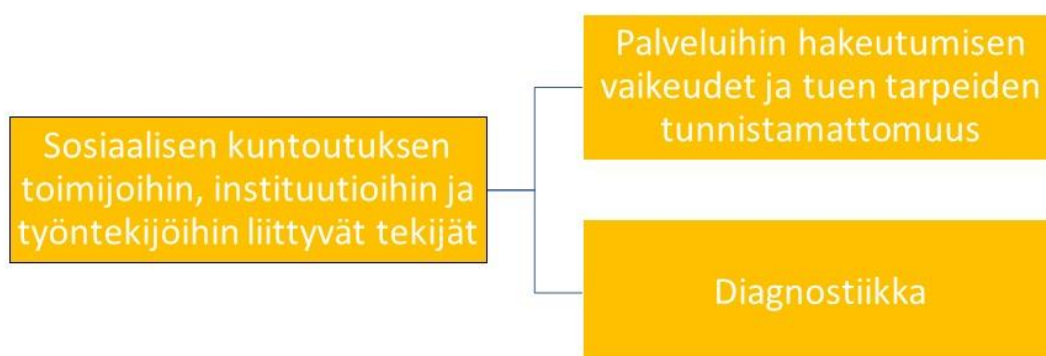 Sosiaalisen kuntoutuksen
toimijoihin, instituutioihin ja
työntekijöihin liittyvät tekijät
Palveluihin hakeutumisen
vaikeudet ja tuen tarpeiden
tunnistamattomuus
Diagnostiikka